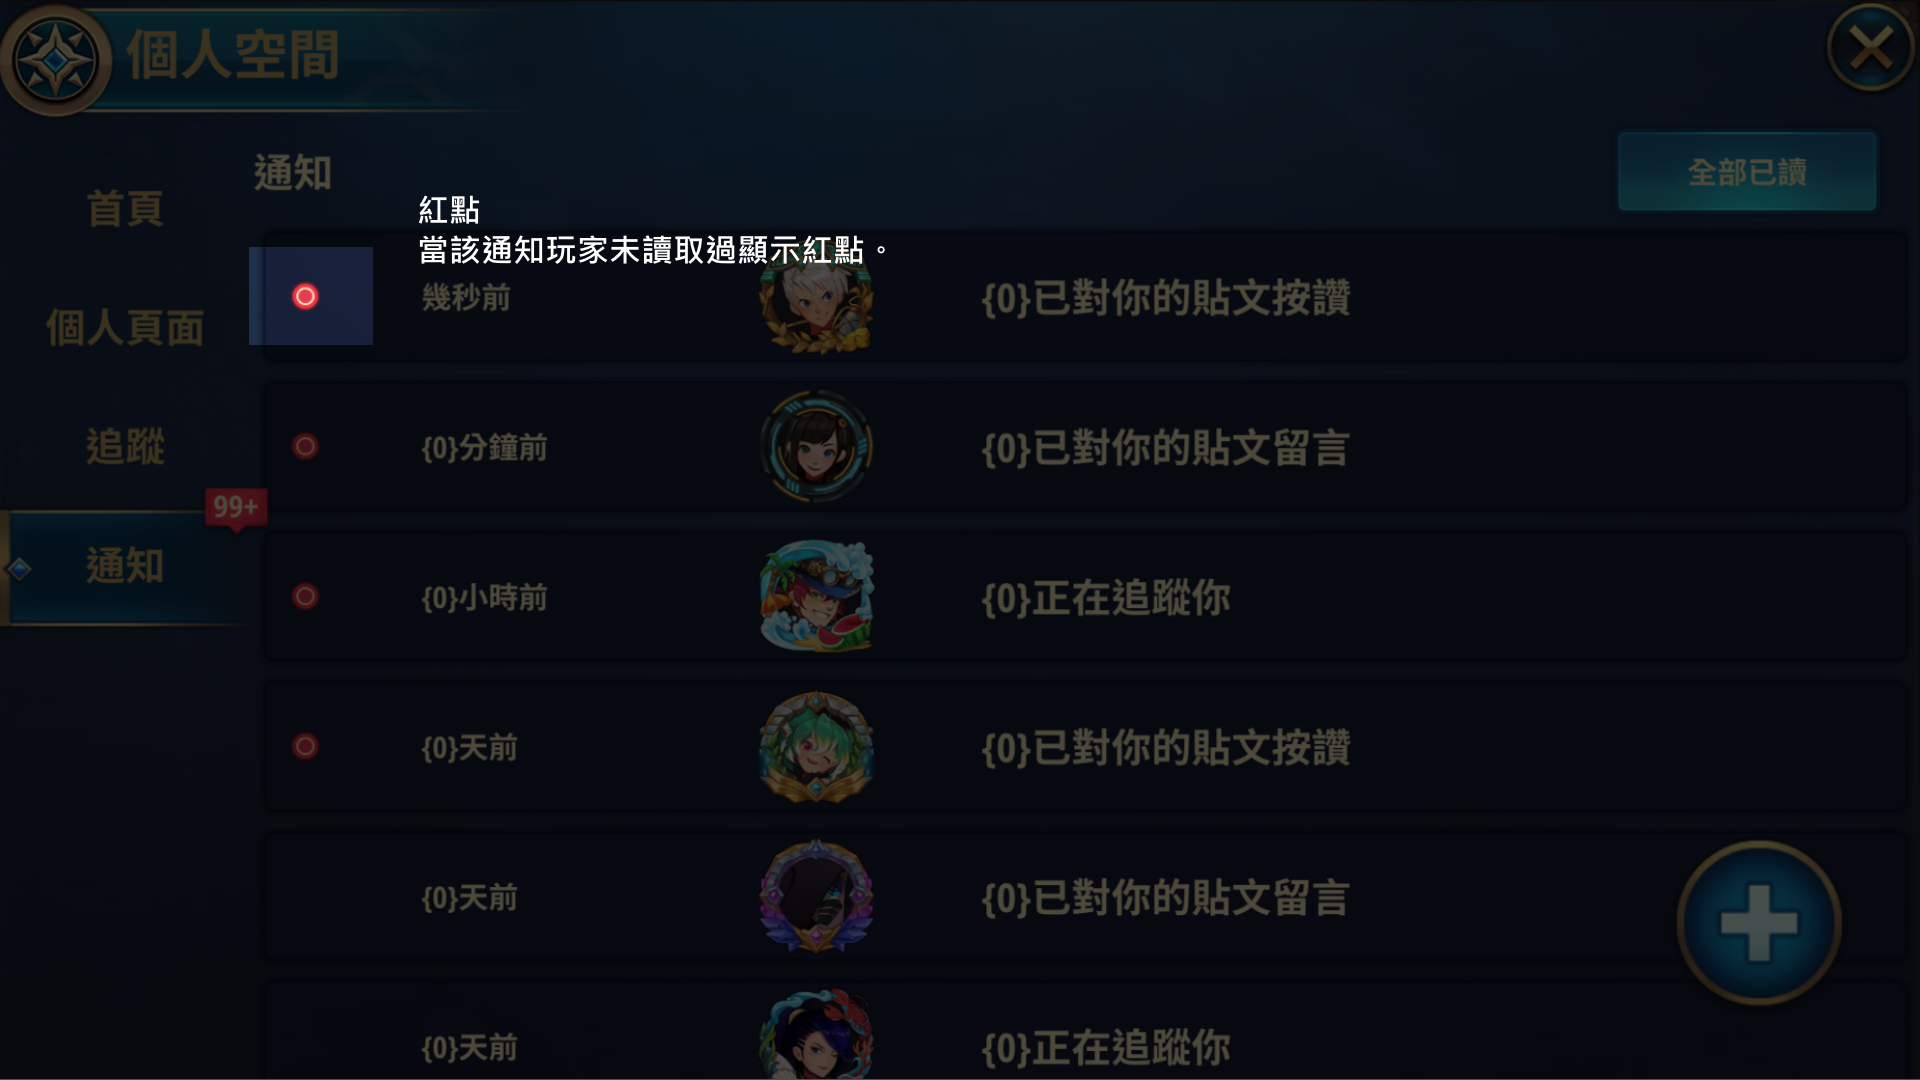 個人空間
通知
全部已讀
首頁
個人頁面
追蹤
99+
通知
紅點
當該通知玩家未讀取過顯示紅點。
幾秒前
{0}已對你的貼文按讚
{0}分鐘前
{0}已對你的貼文留言
{0}小時前
{0}正在追蹤你
{0}天前
{0}已對你的貼文按讚
{0}天前
{0}已對你的貼文留言
{0}天前
{0}正在追蹤你